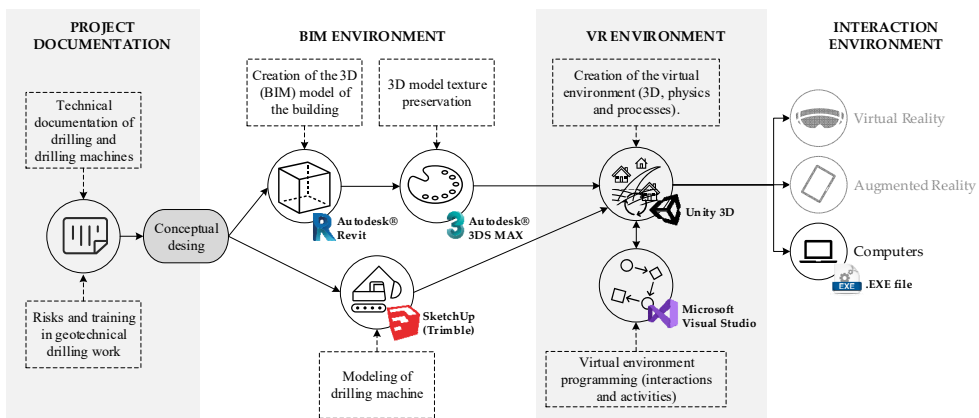 PROJECT
DOCUMENTATION
Technical
documentation of
drilling and
drilling machines
Risks and training
in geotechnical
drilling work
Conceptual
desing
BIM ENVIRONMENT
Creation of the 3D
(BIM) model of
the building
3D model texture
preservation
R
Autodesk®
Revit
3
Autodesk®
3DS MAX
SketchUp
(Trimble)
Modeling of
drilling machine
VR ENVIRONMENT
Creation of the virtual
environment (3D, physics
and processes).
Unity 3D
Microsoft
Visual Studio
Virtual environment
programming (interactions
and activities)
INTERACTION
ENVIRONMENT
Virtual Reality
Augmented Reality
Computers
EXE
.EXE file